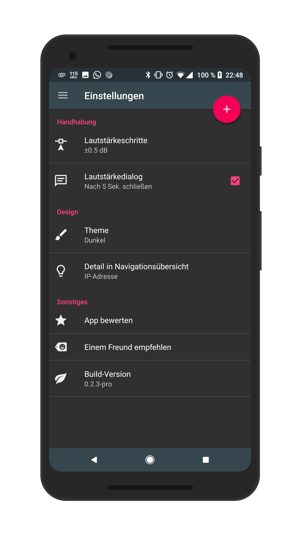 115
100 % 22:48
Einstellungen
Handhabung
Lautstärkeschritte
±0.5 dB
Lautstärkedialog
Nach 5 Sek. schließen
Design
Theme
Dunkel
Detail in Navigationsübersicht
IP-Adresse
Sonstiges
App bewerten
Einem Freund empfehlen
Build-Version
0.2.3-pro